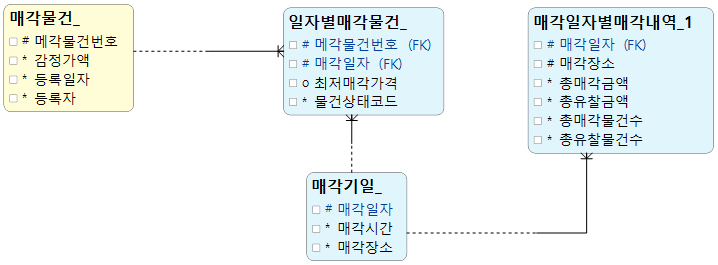 매각물건_
# 메각물건번호
* 감정가액
* 등록일자
* 등록자
일자별매각물건_
# 메각물건번호 (FK)
# 매각일자 (FK)
o 최저매각가격
* 물건상태코드
매각일자별매각내역_1
# 매각일자 (FK)
# 매각장소
* 총매각금액
* 총유찰금액
* 총매각물건수
* 총유찰물건수
매각기일_
# 매각일자
* 매각시간
* 매각장소